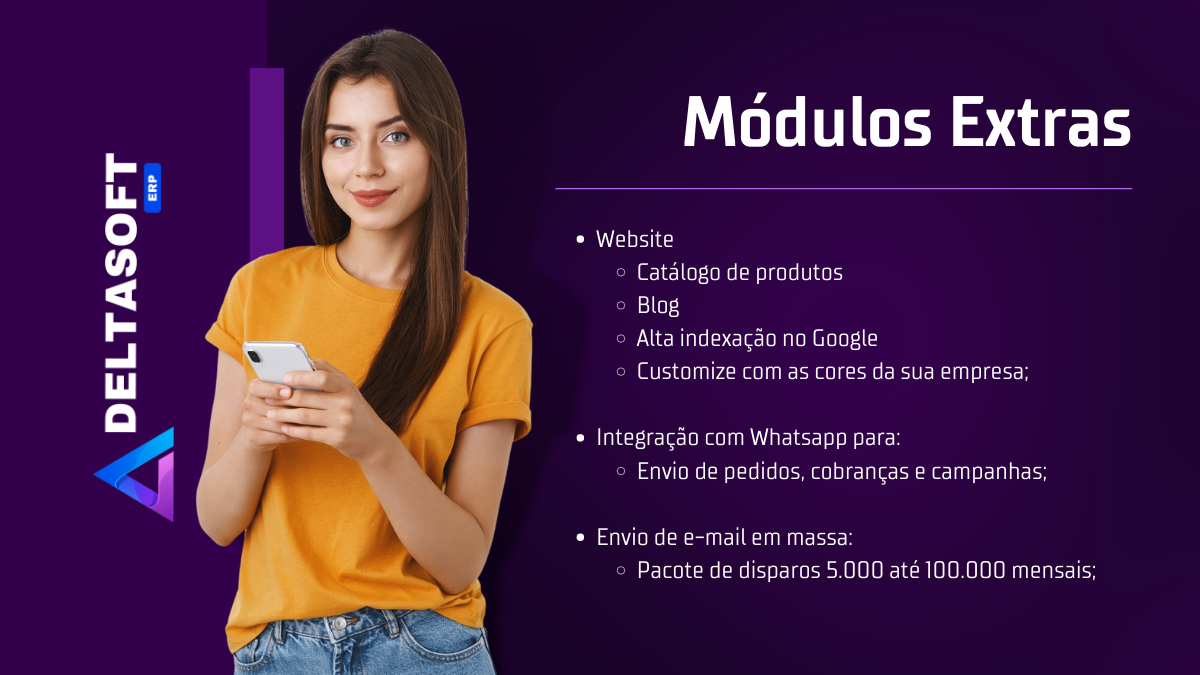 DELTASOFT
ERP
Módulos Extras
• Website
○ Catálogo de produtos
○ Blog
○ Alta indexação no Google
○ Customize com as cores da sua empresa;
• Integração com Whatsapp para:
○ Envio de pedidos, cobranças e campanhas;
• Envio de e-mail em massa:
○ Pacote de disparos 5.000 até 100.000 mensais;